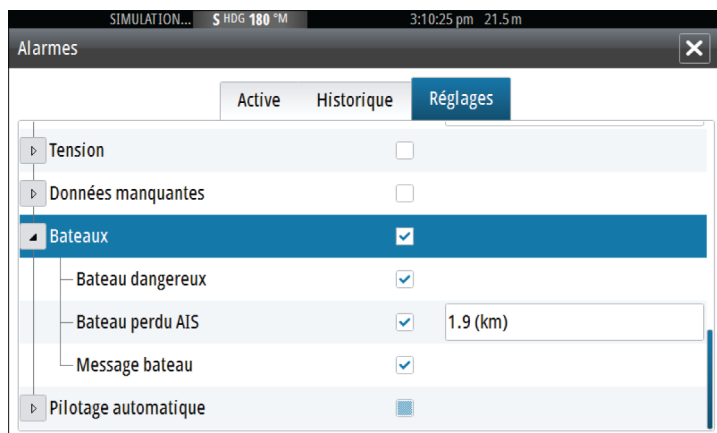 SIMULATION... S HDG 180 °M 3:10:25 pm 21.5 m
Alarmes
Active Historique Réglages
Tension
Données manquantes
Bateaux
Bateau dangereux
Bateau perdu AIS 1.9 (km)
Message bateau
Pilotage automatique